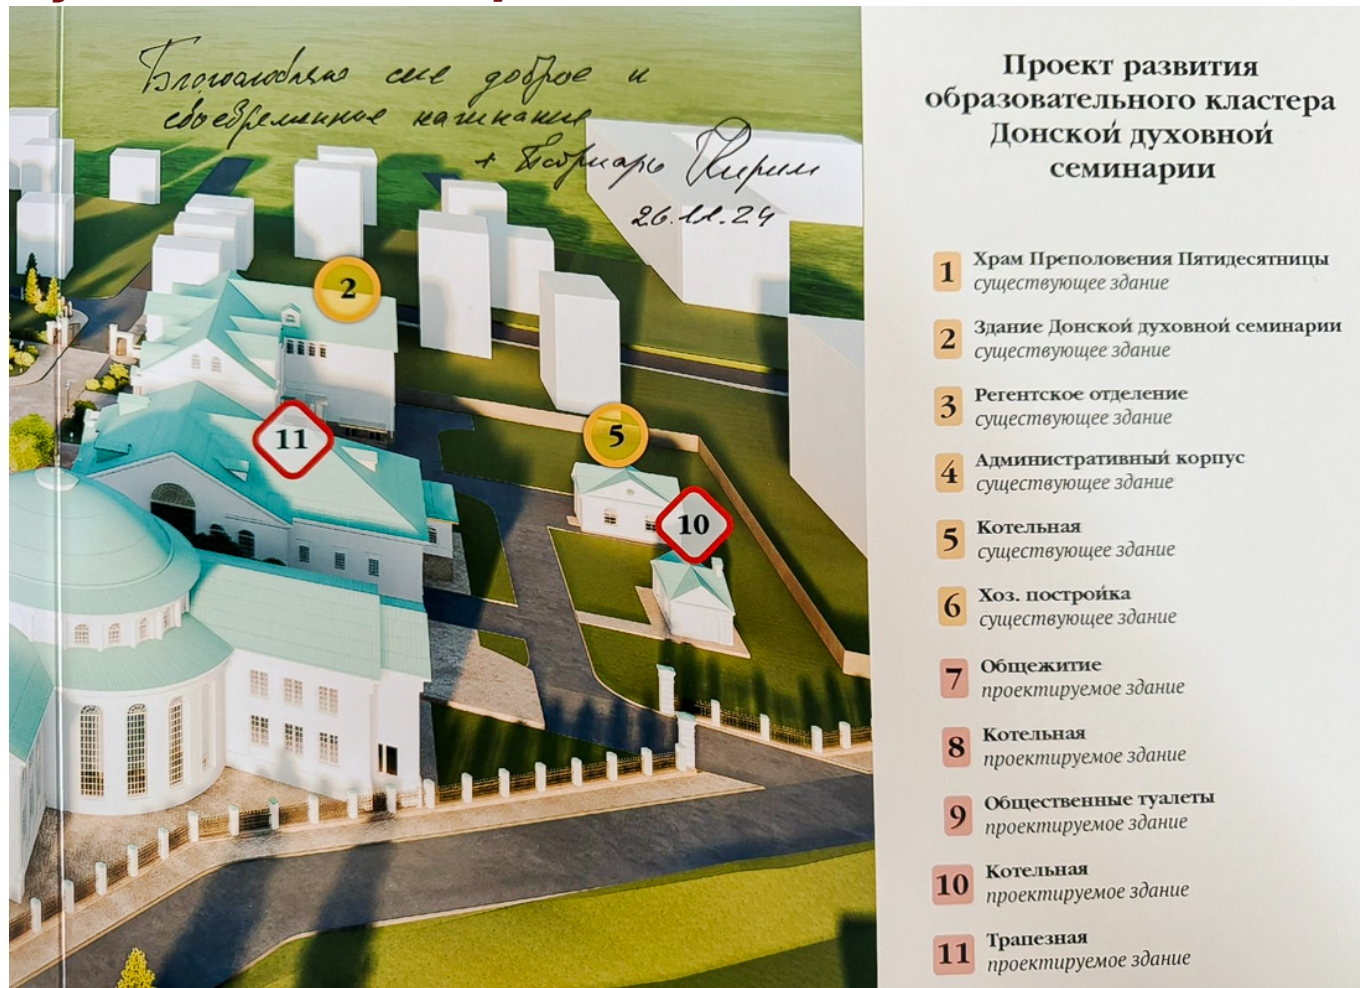 Благословляю сие доброе и
своевременное начинание
+ Патриарх Кирилл
26.11.24
2
11
5
10
Проект развития
образовательного кластера
Донской духовной
семинарии
1 Храм Преполовения Пятидесятницы
существующее здание
2 Здание Донской духовной семинарии
существующее здание
3 Регентское отделение
существующее здание
4 Административный корпус
существующее здание
5 Котельная
существующее здание
6 Хоз. постройка
существующее здание
7 Общежитие
проектируемое здание
8 Котельная
проектируемое здание
9 Общественные туалеты
проектируемое здание
10 Котельная
проектируемое здание
11 Трапезная
проектируемое здание